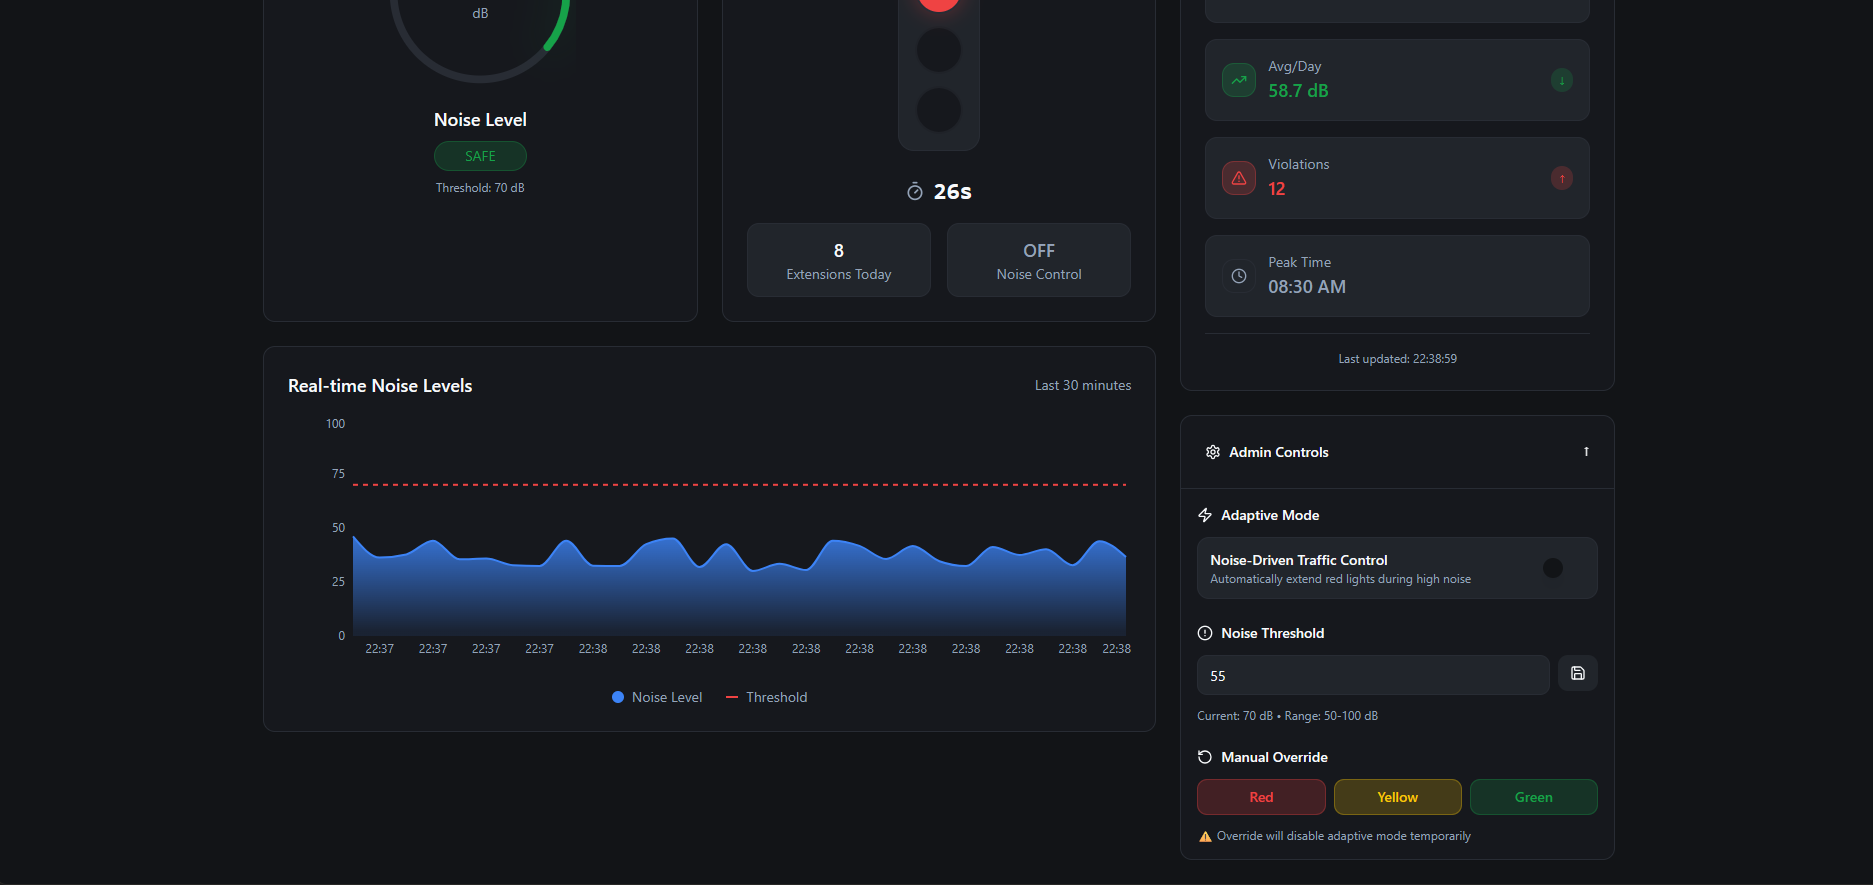 dB
Noise Level
SAFE
Threshold: 70 dB
26s
8
Extensions Today
OFF
Noise Control
Avg/Day
58.7 dB
↓
Violations
12
↑
Peak Time
08:30 AM
Last updated: 22:38:59
Real-time Noise Levels
Last 30 minutes
100
75
50
25
0
22:37 22:37 22:37 22:37 22:38 22:38 22:38 22:38 22:38 22:38 22:38 22:38 22:38 22:38 22:38
Noise Level Threshold
Admin Controls ↑
Adaptive Mode
Noise-Driven Traffic Control
Automatically extend red lights during high noise
Noise Threshold
55
Current: 70 dB • Range: 50-100 dB
Manual Override
Red Yellow Green
⚠ Override will disable adaptive mode temporarily